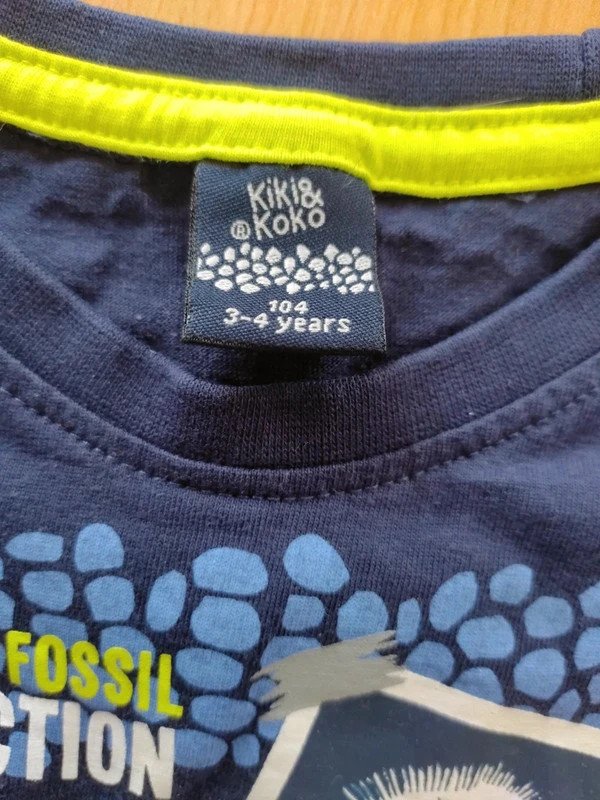 Kiki&
® Koko
104
3-4 years
FOSSIL
CTION